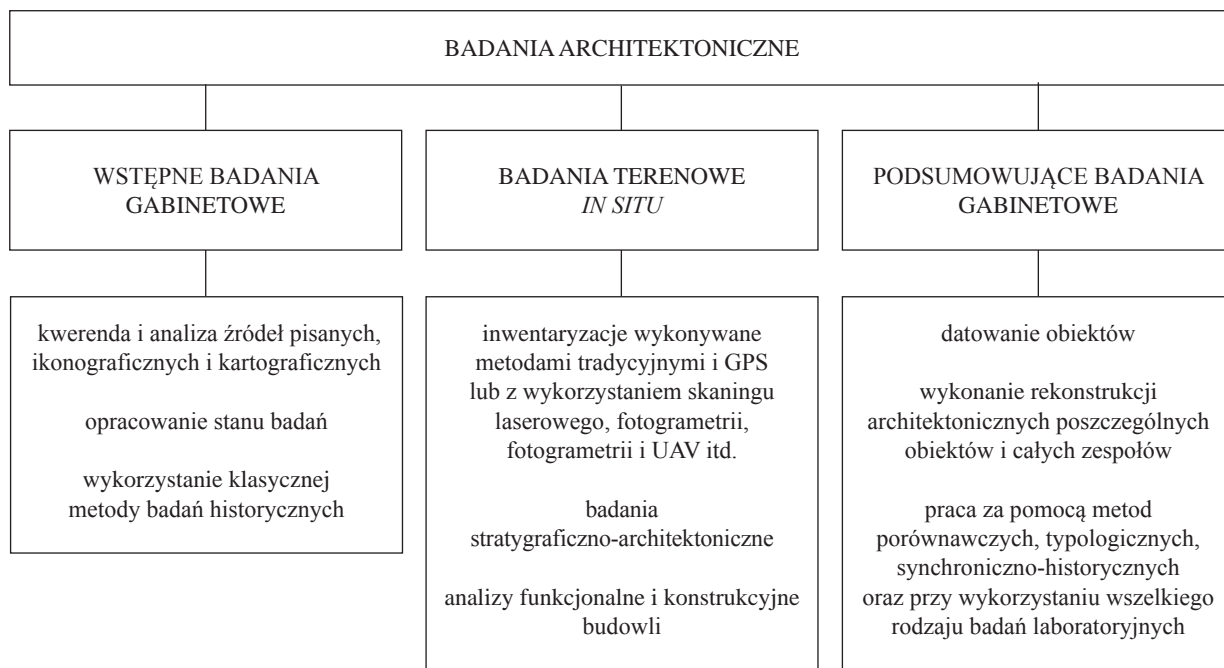 BADANIA ARCHITEKTONICZNE
WSTĘPNE BADANIA
GABINETOWE
kwerenda i analiza źródeł pisanych,
ikonograficznych i kartograficznych
opracowanie stanu badań
wykorzystanie klasycznej
metody badań historycznych
BADANIA TERENOWE
IN SITU
inwentaryzacje wykonywane
metodami tradycyjnymi i GPS
lub z wykorzystaniem skaningu
laserowego, fotogrametrii,
fotogrametrii i UAV itd.
badania
stratygraficzno-architektoniczne
analizy funkcjonalne i konstrukcyjne
budowli
PODSUMOWUJĄCE BADANIA
GABINETOWE
datowanie obiektów
wykonanie rekonstrukcji
architektonicznych poszczególnych
obiektów i całych zespołów
praca za pomocą metod
porównawczych, typologicznych,
synchroniczno-historycznych
oraz przy wykorzystaniu wszelkiego
rodzaju badań laboratoryjnych